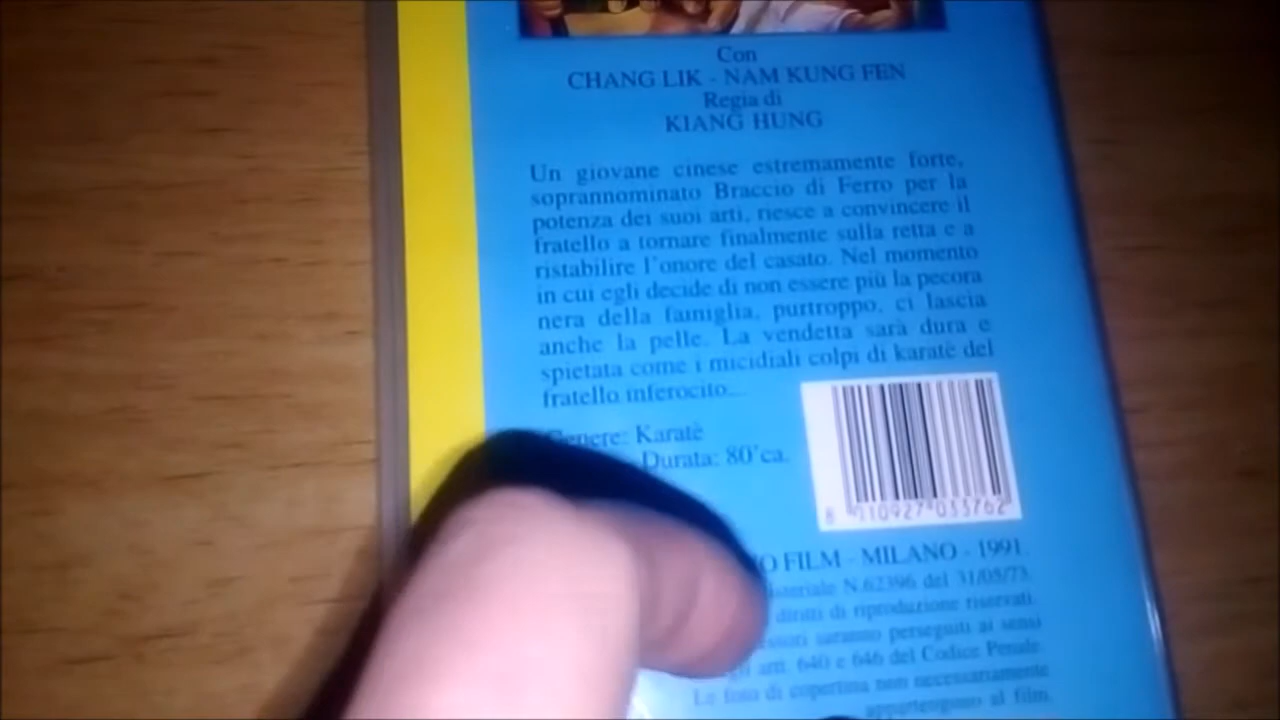 Con
CHANG LIK - NAM KUNG FEN
Regia di
KIANG HUNG
Un giovane cinese estremamente forte,
soprannominato Braccio di Ferro per la
potenza dei suoi arti, riesce a convincere il
fratello a tornare finalmente sulla retta e a
ristabilire l'onore del casato. Nel momento
in cui egli decide di non essere più la pecora
nera della famiglia, purtroppo, ci lascia
anche la pelle. La vendetta sarà dura e
spietata come i micidiali colpi di karatè del
fratello inferocito...
Genere: Karatè
Durata: 80'ca.
FILM - MILANO - 1991.
N.62396 del 31/05/73.
diritti di riproduzione riservati.
saranno perseguiti ai sensi
art. 640 e 646 del Codice Penale.
La foto di copertina non necessariamente
appartengono al film.